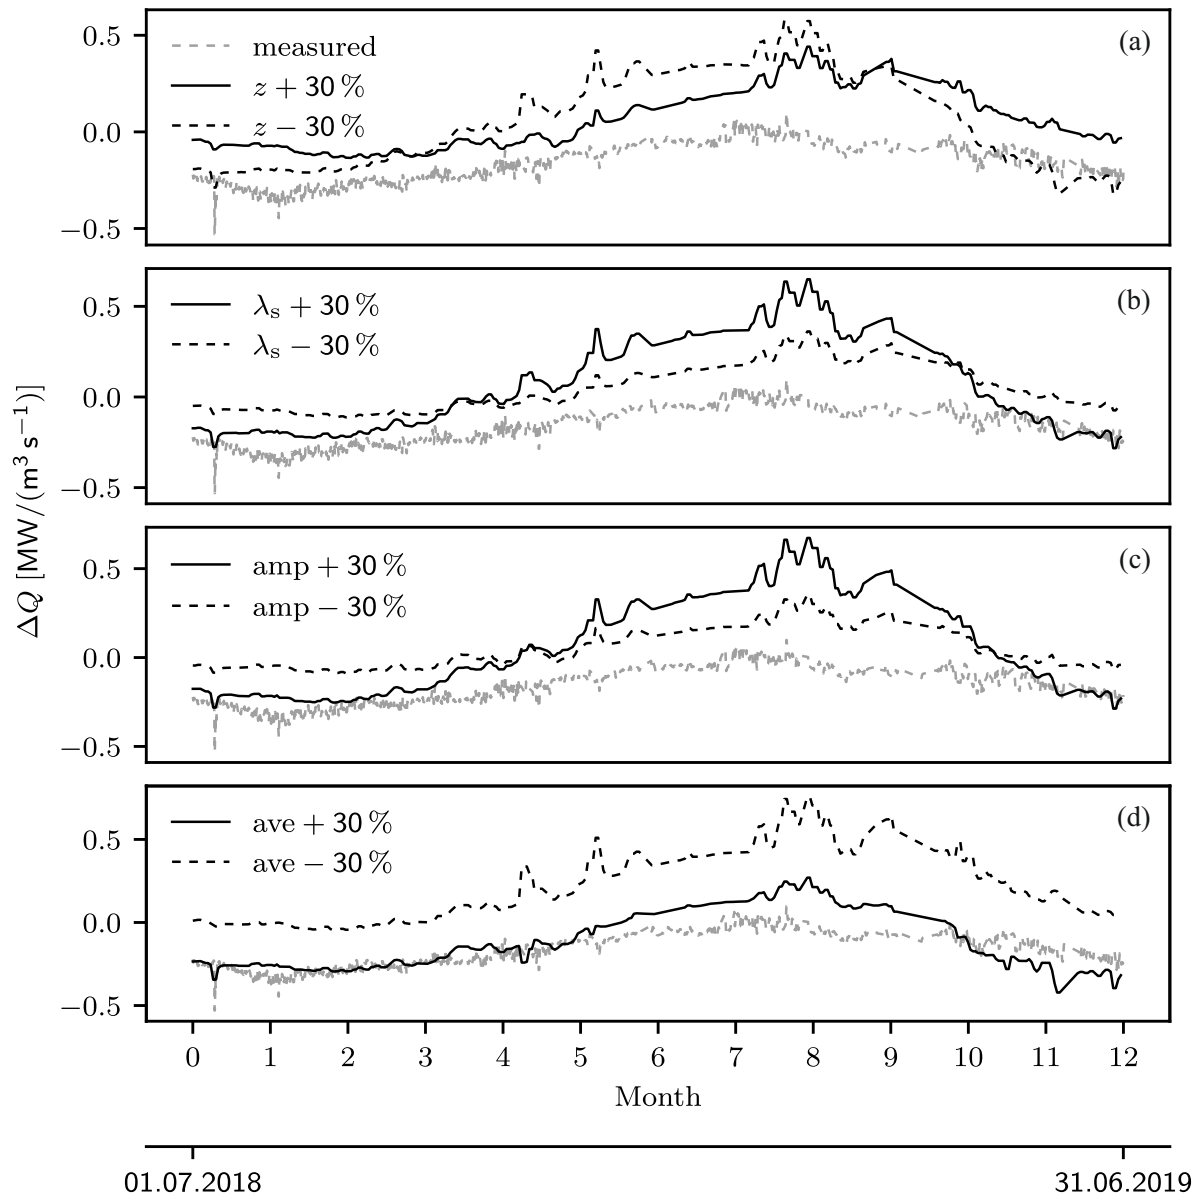 0.5
0.0
−0.5
measured
z + 30 %
z − 30 %
(a)
0.5
0.0
−0.5
λs + 30 %
λs − 30 %
(b)
ΔQ [MW/(m³ s⁻¹)]
0.5
0.0
−0.5
amp + 30 %
amp − 30 %
(c)
0.5
0.0
−0.5
ave + 30 %
ave − 30 %
(d)
0 1 2 3 4 5 6 7 8 9 10 11 12
Month
01.07.2018 31.06.2019